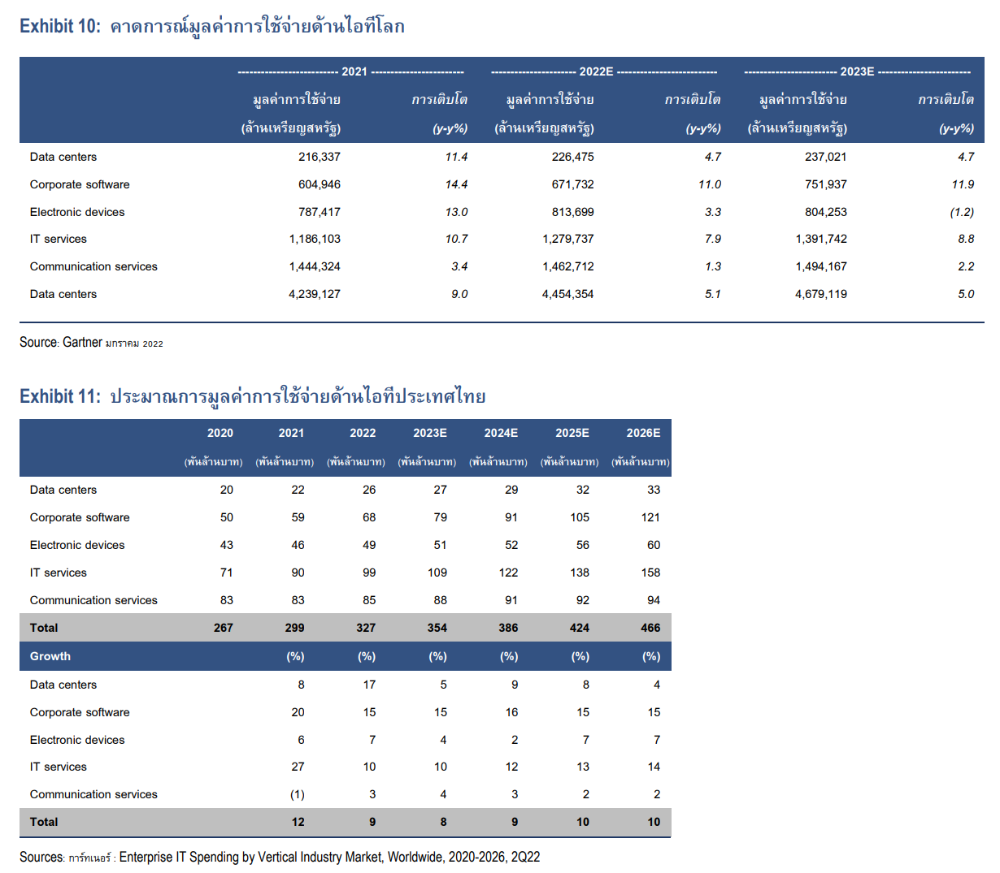 Exhibit 10: คาดการณ์มูลค่าการใช้จ่ายด้านไอทีโลก
-------------------------- 2021 ------------------------ ---------------------- 2022E -------------------------- ------------------------ 2023E ------------------------
มูลค่าการใช้จ่าย การเติบโต มูลค่าการใช้จ่าย การเติบโต มูลค่าการใช้จ่าย การเติบโต
(ล้านเหรียญสหรัฐ) (y-y%) (ล้านเหรียญสหรัฐ) (y-y%) (ล้านเหรียญสหรัฐ) (y-y%)
Data centers 216,337 11.4 226,475 4.7 237,021 4.7
Corporate software 604,946 14.4 671,732 11.0 751,937 11.9
Electronic devices 787,417 13.0 813,699 3.3 804,253 (1.2)
IT services 1,186,103 10.7 1,279,737 7.9 1,391,742 8.8
Communication services 1,444,324 3.4 1,462,712 1.3 1,494,167 2.2
Data centers 4,239,127 9.0 4,454,354 5.1 4,679,119 5.0
Source: Gartner มกราคม 2022
Exhibit 11: ประมาณการมูลค่าการใช้จ่ายด้านไอทีประเทศไทย
2020 2021 2022 2023E 2024E 2025E 2026E
(พันล้านบาท) (พันล้านบาท) (พันล้านบาท) (พันล้านบาท) (พันล้านบาท) (พันล้านบาท) (พันล้านบาท)
Data centers 20 22 26 27 29 32 33
Corporate software 50 59 68 79 91 105 121
Electronic devices 43 46 49 51 52 56 60
IT services 71 90 99 109 122 138 158
Communication services 83 83 85 88 91 92 94
Total 267 299 327 354 386 424 466
Growth (%) (%) (%) (%) (%) (%)
Data centers 8 17 5 9 8 4
Corporate software 20 15 15 16 15 15
Electronic devices 6 7 4 2 7 7
IT services 27 10 10 12 13 14
Communication services (1) 3 4 3 2 2
Total 12 9 8 9 10 10
Sources: การ์ทเนอร์ : Enterprise IT Spending by Vertical Industry Market, Worldwide, 2020-2026, 2Q22